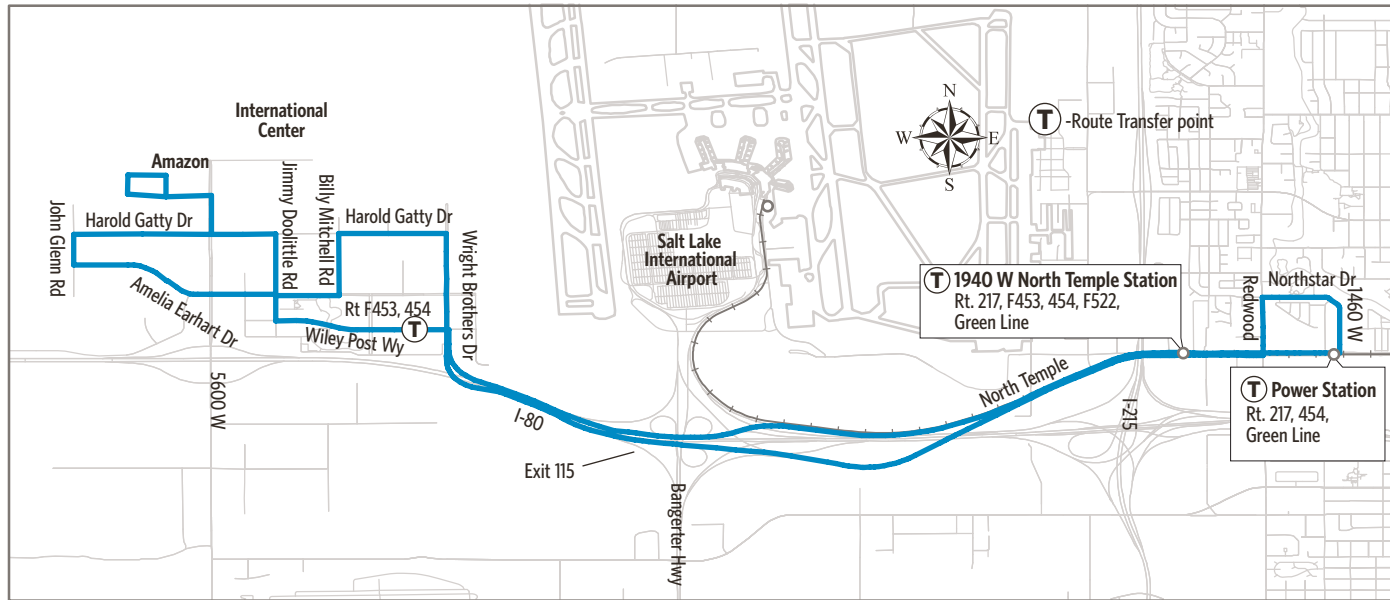 International
Center
Amazon
John Glenn Rd
Harold Gatty Dr
Jimmy Doolittle Rd
Billy Mitchell Rd
Harold Gatty Dr
Wright Brothers Dr
Amelia Earhart Dr
Rt F453, 454
T
Wiley Post Wy
5600 W
I-80
Exit 115
Bangerter Hwy
Salt Lake
International
Airport
N
W
E
S
T -Route Transfer point
T 1940 W North Temple Station
Rt. 217, F453, 454, F522,
Green Line
North Temple
I-215
Redwood
Northstar Dr
1460 W
T Power Station
Rt. 217, 454,
Green Line